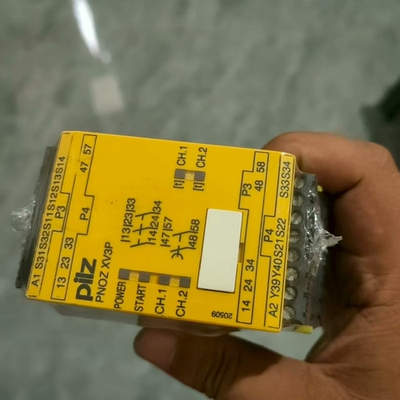 A1 S31S32S11S12S13S14
P3
P4
13 23 33
47 57
pilz
PNOZ XV3P
|13|23|33
|14|24|34
|47|57
|48|58
CH.1
CH.2
POWER
START
CH.1
CH.2
20509
P3
P4
48 58
14 24 34
S33S34
A2 Y39Y40S21S22